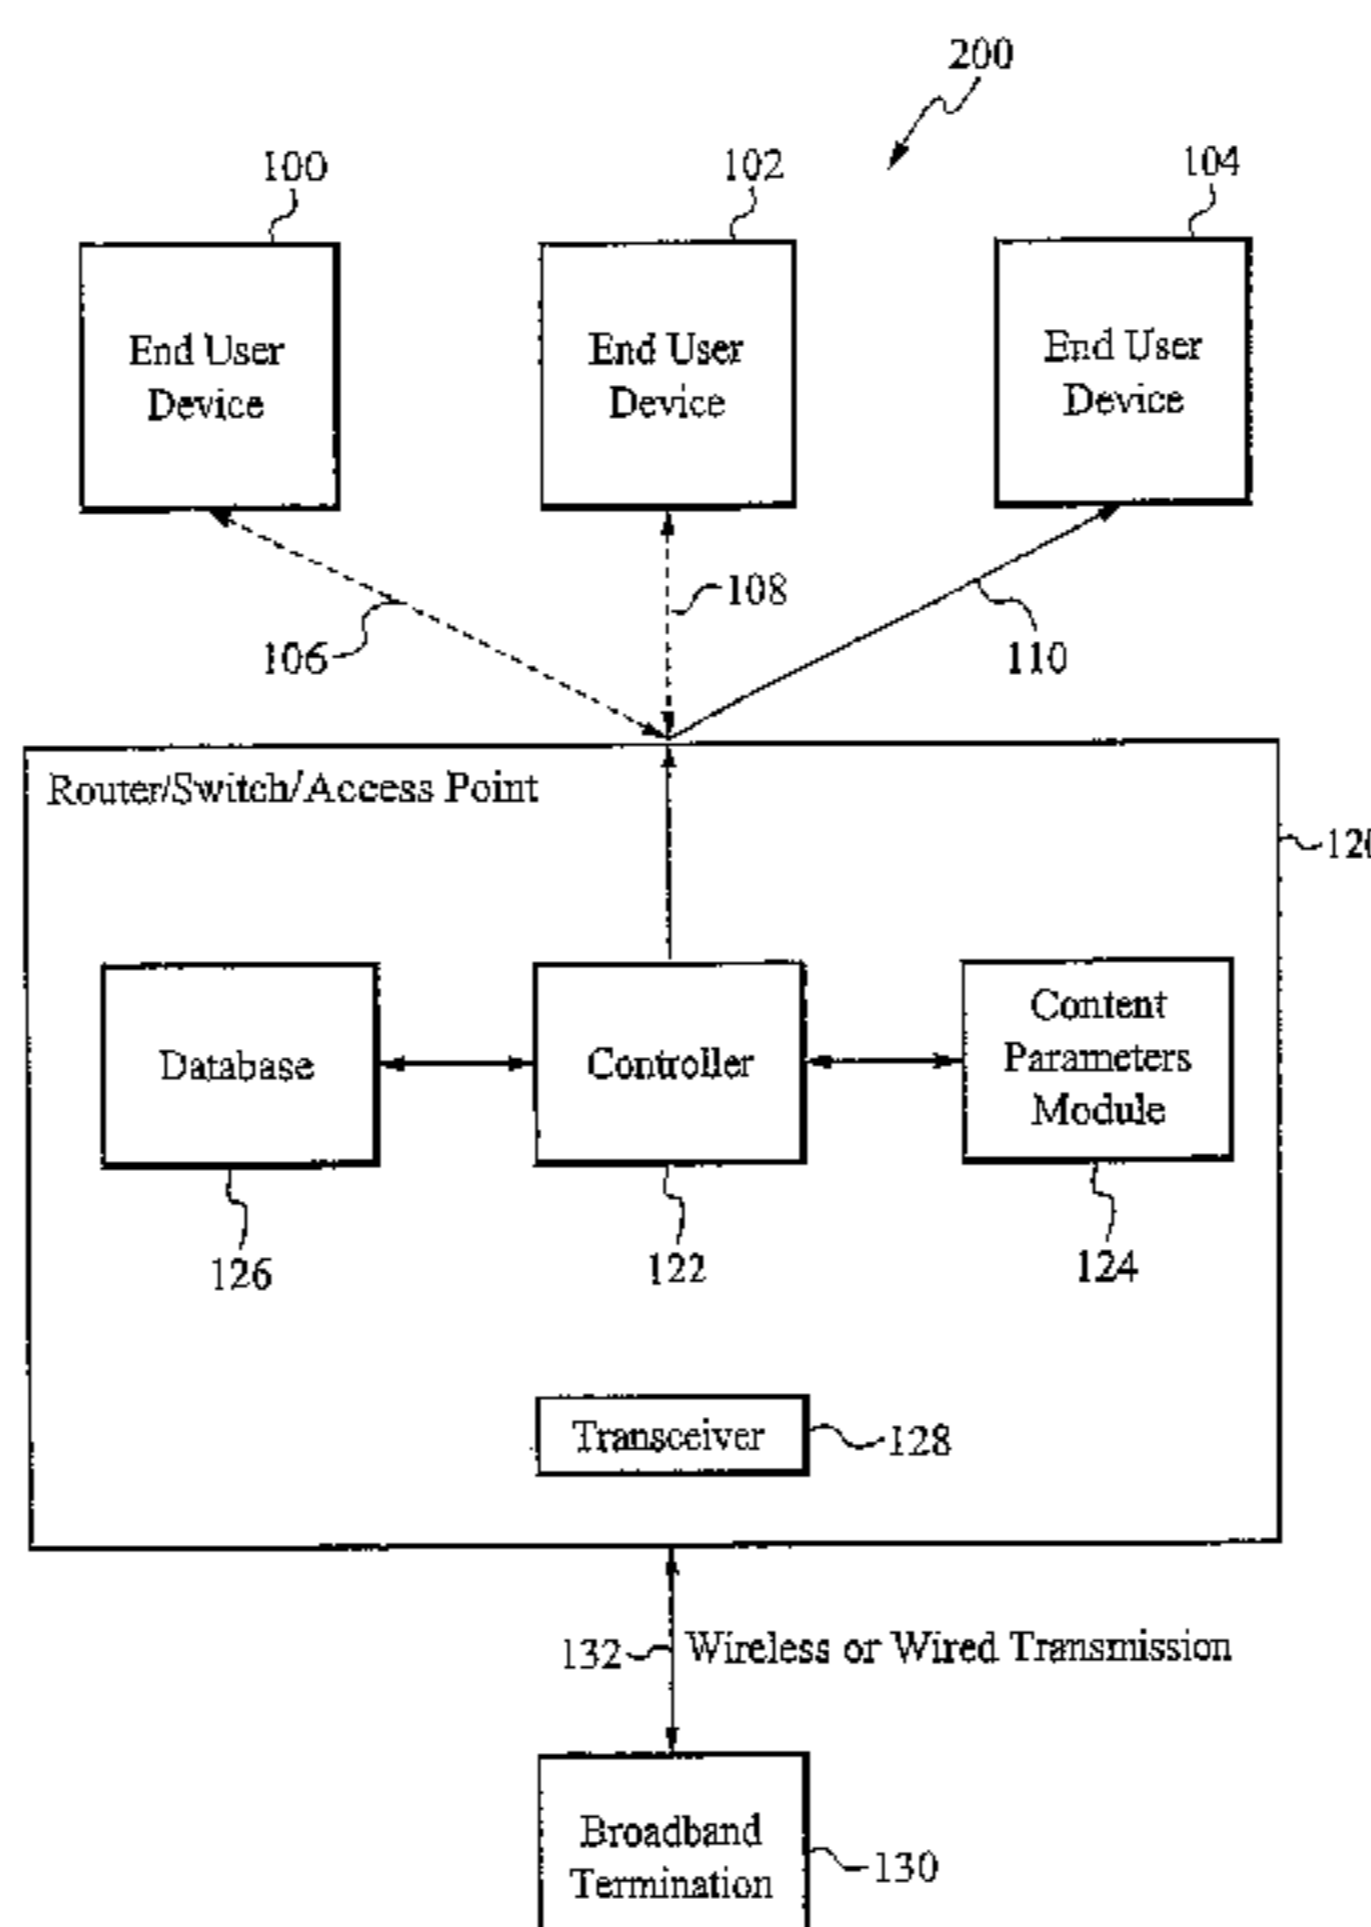 200
100
102
104
End User
Device
End User
Device
End User
Device
108
106
110
Router/Switch/Access Point
120
Database
Controller
Content
Parameters
Module
126
122
124
Transceiver
128
132
Wireless or Wired Transmission
Broadband
Termination
130